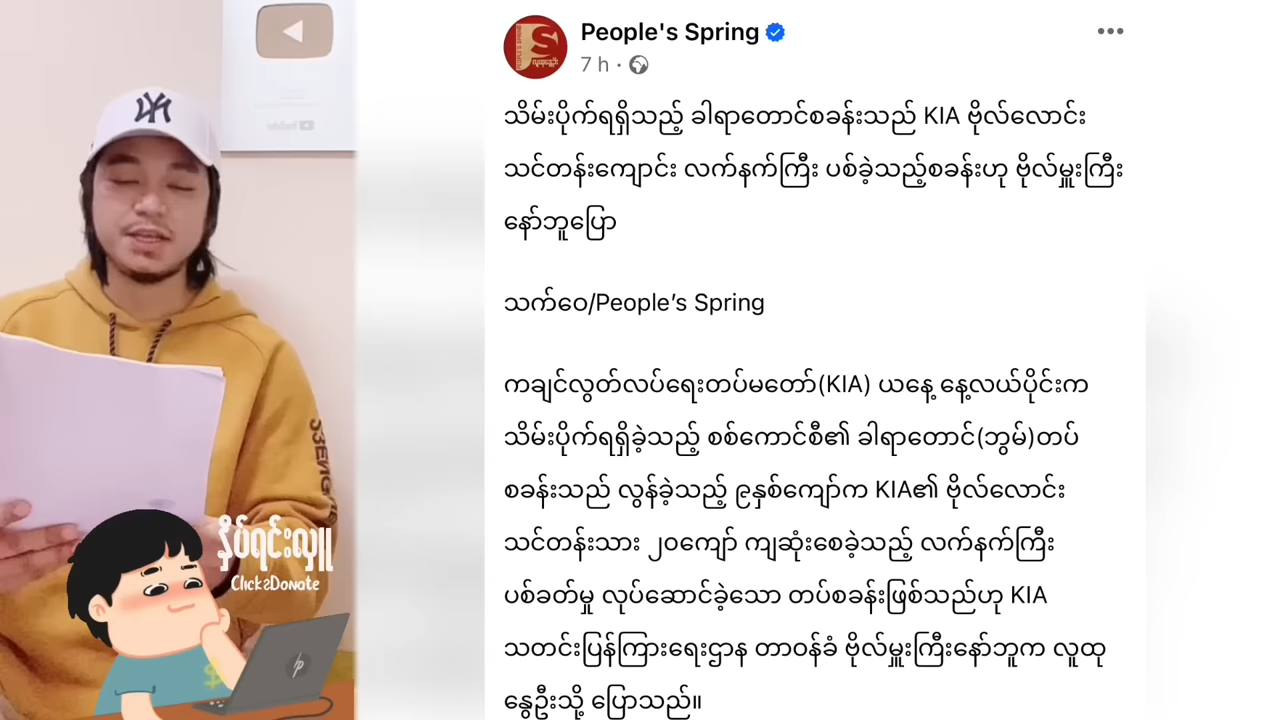 People's Spring
7 h
သိမ်းပိုက်ရရှိသည့် ခါရာတောင်စခန်းသည် KIA ဗိုလ်လောင်း
သင်တန်းကျောင်း လက်နက်ကြီး ပစ်ခဲ့သည့်စခန်းဟု ဗိုလ်မှူးကြီး
နော်ဘူပြော
သက်ဝေ/People’s Spring
ကချင်လွတ်လပ်ရေးတပ်မတော်(KIA) ယနေ့ နေ့လယ်ပိုင်းက
သိမ်းပိုက်ရရှိခဲ့သည့် စစ်ကောင်စီ၏ ခါရာတောင်(ဘွမ်)တပ်
စခန်းသည် လွန်ခဲ့သည့် ၉နှစ်ကျော်က KIA၏ ဗိုလ်လောင်း
သင်တန်းသား ၂၀ကျော် ကျဆုံးစေခဲ့သည့် လက်နက်ကြီး
ပစ်ခတ်မှု လုပ်ဆောင်ခဲ့သော တပ်စခန်းဖြစ်သည်ဟု KIA
သတင်းပြန်ကြားရေးဌာန တာဝန်ခံ ဗိုလ်မှူးကြီးနော်ဘူက လူထု
နွေဦးသို့ ပြောသည်။
နှိပ်ရင်းလှူ
Click2Donate